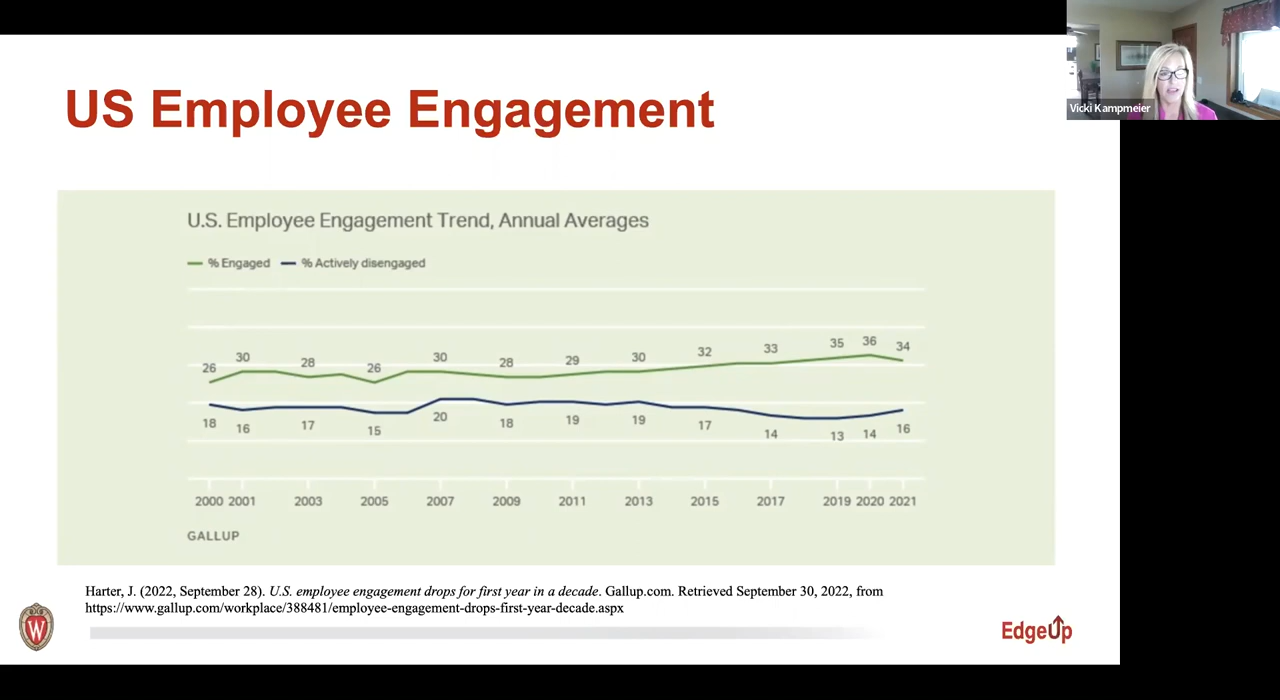 US Employee Engagement
Vicki Kampmeier
U.S. Employee Engagement Trend, Annual Averages
% Engaged % Actively disengaged
26 30 28 26 30 28 29 30 32 33 35 36 34
18 16 17 15 20 18 19 19 17 14 13 14 16
2000 2001 2003 2005 2007 2009 2011 2013 2015 2017 2019 2020 2021
GALLUP
Harter, J. (2022, September 28). U.S. employee engagement drops for first year in a decade. Gallup.com. Retrieved September 30, 2022, from
https://www.gallup.com/workplace/388481/employee-engagement-drops-first-year-decade.aspx
W
EdgeUp